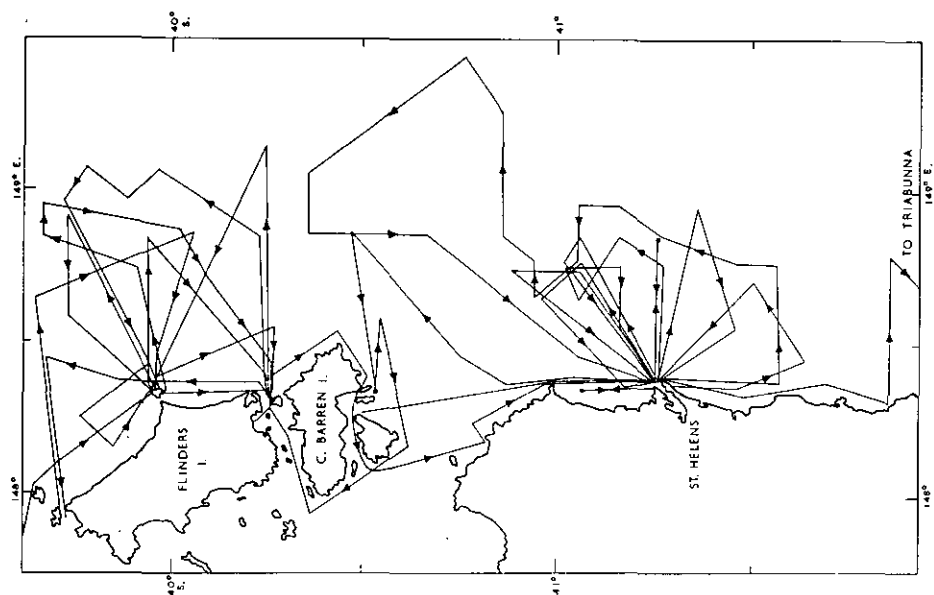 40°
S.
41°
149° E.
149° E.
TO TRIABUNNA
FLINDERS
I.
C. BARREN I.
ST. HELENS
148°
148°
40°
S.
41°